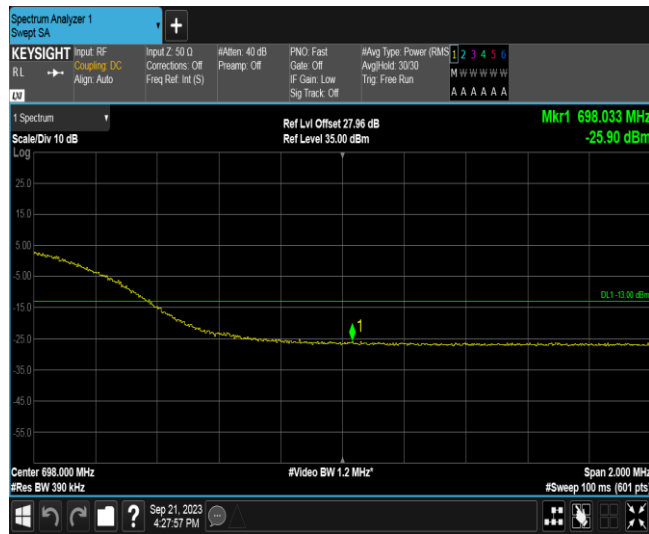 Spectrum Analyzer 1
Swept SA
+
KEYSIGHT
RL
LXI
Input: RF
Coupling: DC
Align: Auto
Input Z: 50 Ω
Corrections: Off
Freq Ref: Int (S)
#Atten: 40 dB
Preamp: Off
PNO: Fast
Gate: Off
IF Gain: Low
Sig Track: Off
#Avg Type: Power (RMS
Avg|Hold: 30/30
Trig: Free Run
1 2 3 4 5 6
M W W W W W
A A A A A A
1 Spectrum
Scale/Div 10 dB
Ref Lvl Offset 27.96 dB
Ref Level 35.00 dBm
Mkr1 698.033 MHz
-25.90 dBm
Log
25.0
15.0
5.00
-5.00
DL1 -13.00 dBm
-15.0
1
-25.0
-35.0
-45.0
-55.0
Center 698.000 MHz
#Video BW 1.2 MHz*
Span 2.000 MHz
#Res BW 390 kHz
#Sweep 100 ms (601 pts
?
Sep 21, 2023
4:27:57 PM